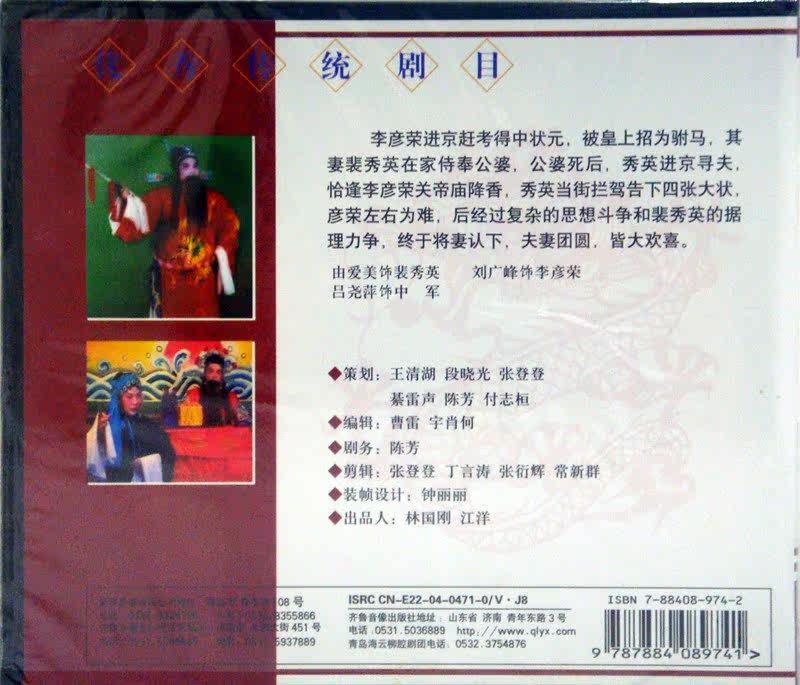 优秀传统剧目
李彦荣进京赶考得中状元，被皇上招为驸马，其
妻裴秀英在家侍奉公婆，公婆死后，秀英进京寻夫，
恰逢李彦荣关帝庙降香，秀英当街拦驾告下四张大状，
彦荣左右为难，后经过复杂的思想斗争和裴秀英的据
理力争，终于将妻认下，夫妻团圆，皆大欢喜。
由爱美饰裴秀英 刘广峰饰李彦荣
吕尧萍饰中 军
◆策划：王清湖 段晓光 张登登
綦雷声 陈芳 付志桓
◆编辑：曹雷 宇肖何
◆剧务：陈芳
◆剪辑：张登登 丁言涛 张衍辉 常新群
◆装帧设计：钟丽丽
◆出品人：林国刚 江洋
108号
8355866
大街451号
5937889
ISRC CN-E22-04-0471-0/V·J8
齐鲁音像出版社地址：山东省 济南 青年东路3号
电话：0531.5036889 http://www.qlyx.com
青岛海云柳腔剧团电话：0532.3754876
ISBN 7-88408-974-2
9 787884 089741 >